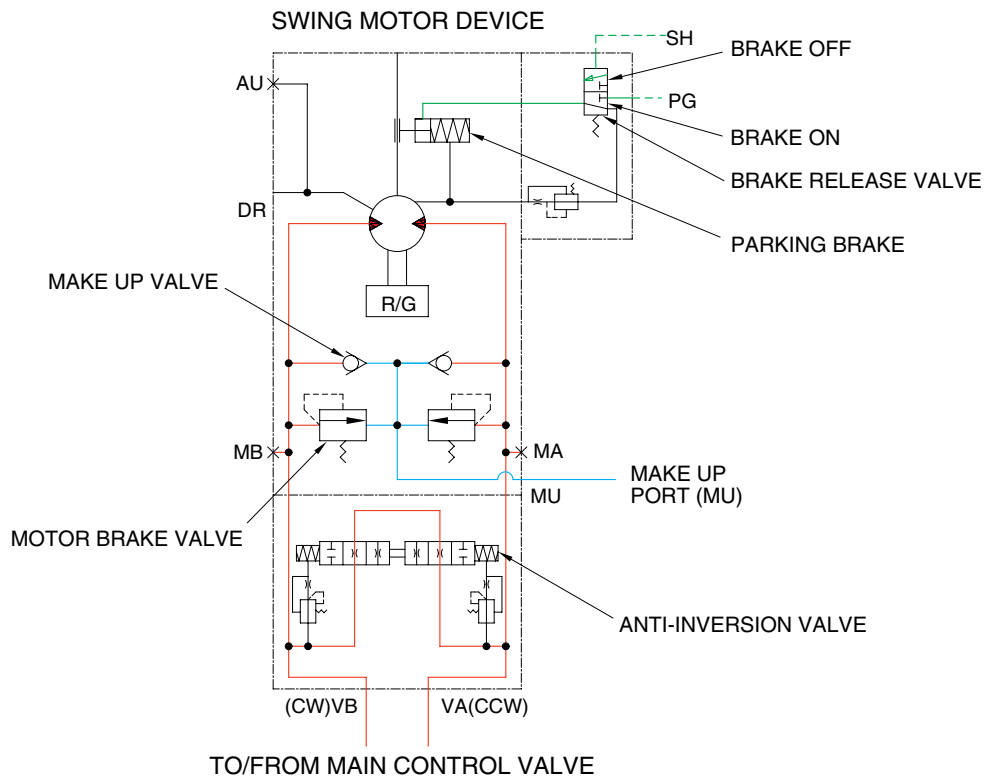 SWING MOTOR DEVICE
SH
BRAKE OFF
AU
PG
BRAKE ON
BRAKE RELEASE VALVE
DR
PARKING BRAKE
MAKE UP VALVE
R/G
MB
MA
MAKE UP
PORT (MU)
MU
MOTOR BRAKE VALVE
ANTI-INVERSION VALVE
(CW)VB
VA(CCW)
TO/FROM MAIN CONTROL VALVE